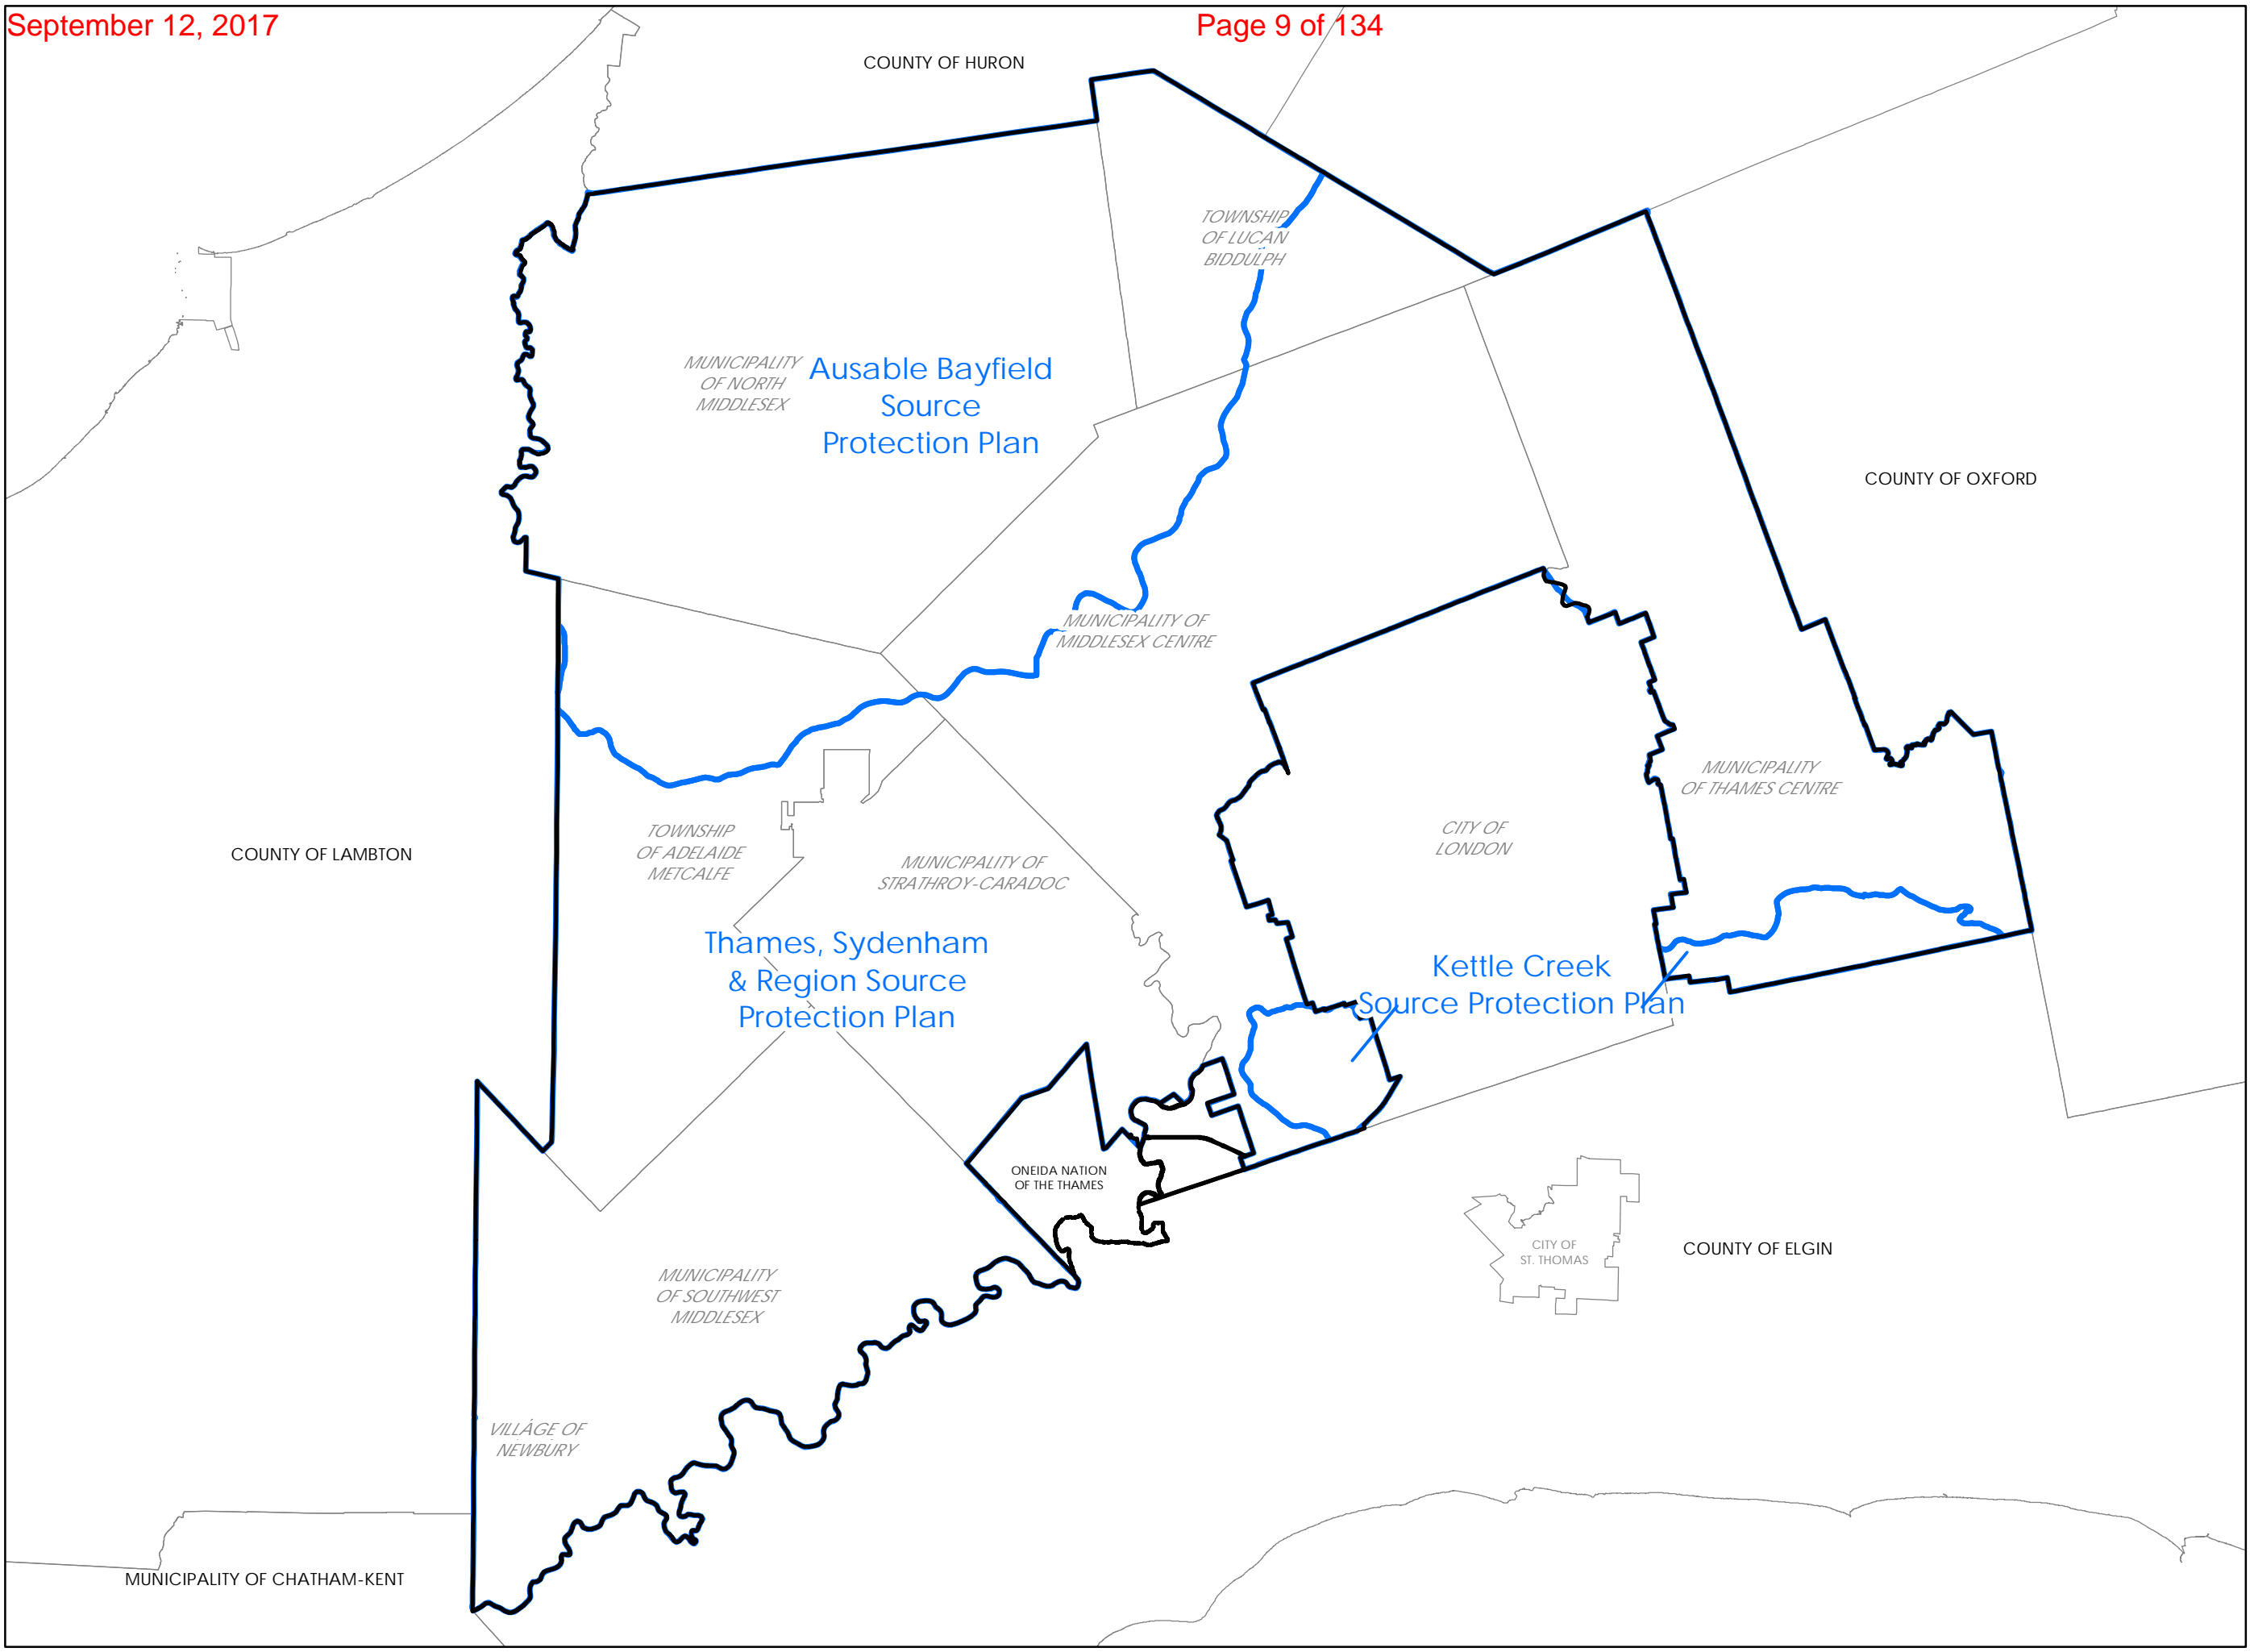 September 12, 2017
Page 9 of 134
COUNTY OF HURON
TOWNSHIP
OF LUCAN
BIDDULPH
MUNICIPALITY
OF NORTH
MIDDLESEX
Ausable Bayfield
Source
Protection Plan
COUNTY OF OXFORD
MUNICIPALITY OF
MIDDLESEX CENTRE
MUNICIPALITY
OF THAMES CENTRE
CITY OF
LONDON
COUNTY OF LAMBTON
TOWNSHIP
OF ADELAIDE
METCALFE
MUNICIPALITY OF
STRATHROY-CARADOC
Thames, Sydenham
& Region Source
Protection Plan
Kettle Creek
Source Protection Plan
ONEIDA NATION
OF THE THAMES
CITY OF
ST. THOMAS
COUNTY OF ELGIN
MUNICIPALITY
OF SOUTHWEST
MIDDLESEX
VILLAGE OF
NEWBURY
MUNICIPALITY OF CHATHAM-KENT